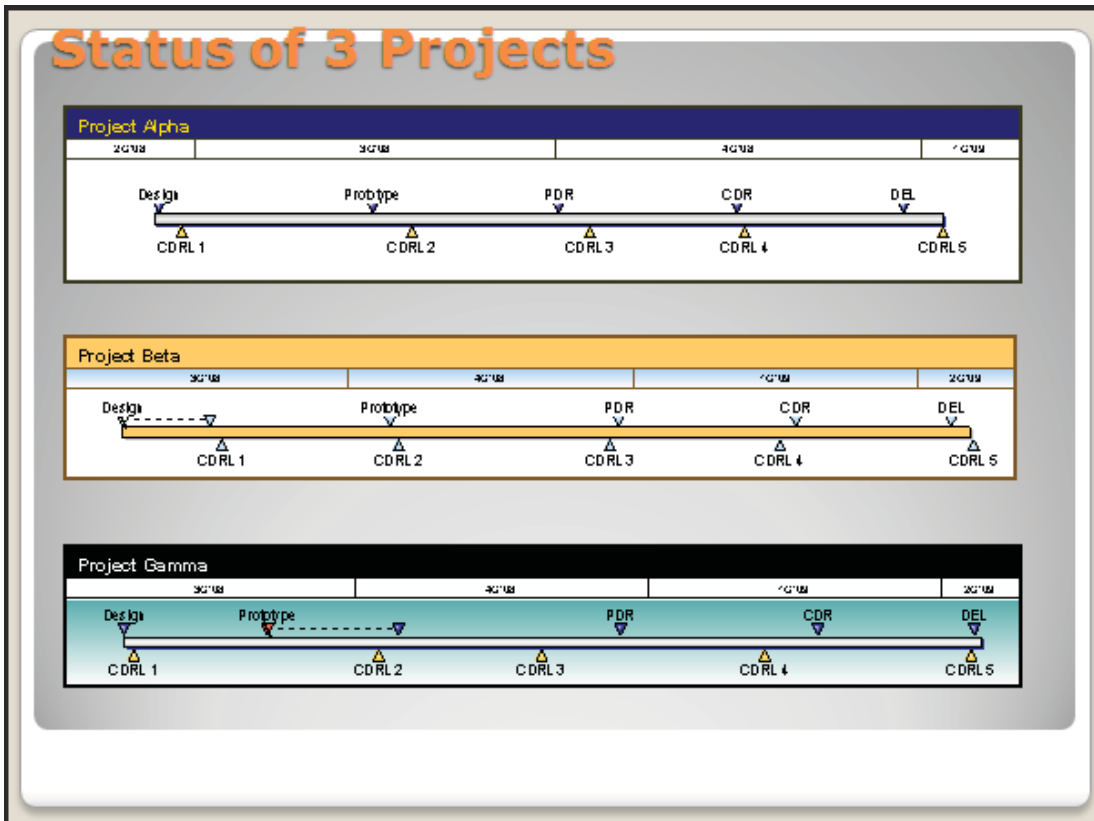 Status of 3 Projects
Project Alpha
Design Prototype PDR CDR DEL
CDRL 1 CDRL 2 CDRL 3 CDRL 4 CDRL 5
Project Beta
Design Prototype PDR CDR DEL
CDRL 1 CDRL 2 CDRL 3 CDRL 4 CDRL 5
Project Gamma
Design Prototype PDR CDR DEL
CDRL 1 CDRL 2 CDRL 3 CDRL 4 CDRL 5